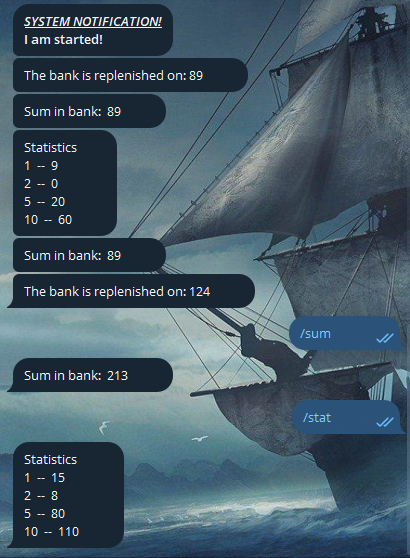 SYSTEM NOTIFICATION!
I am started!
The bank is replenished on: 89
Sum in bank: 89
Statistics
1 -- 9
2 -- 0
5 -- 20
10 -- 60
Sum in bank: 89
The bank is replenished on: 124
/sum
Sum in bank: 213
/stat
Statistics
1 -- 15
2 -- 8
5 -- 80
10 -- 110